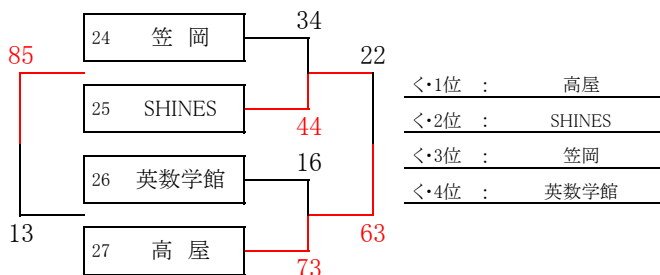 34
24 笠 岡
85
22
25 SHINES
44
16
26 英数学館
13
63
27 高 屋
73
く・1位 : 高屋
く・2位 : SHINES
く・3位 : 笠岡
く・4位 : 英数学館